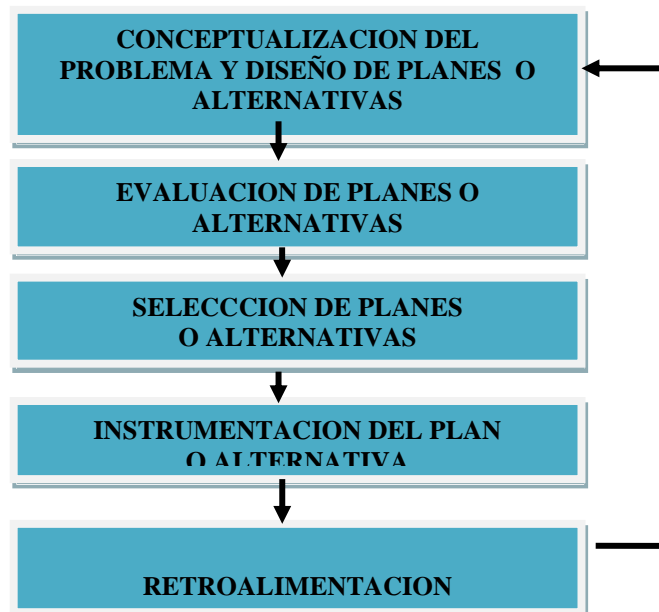 CONCEPTUALIZACION DEL
PROBLEMA Y DISEÑO DE PLANES O
ALTERNATIVAS
EVALUACION DE PLANES O
ALTERNATIVAS
SELECCCION DE PLANES
O ALTERNATIVAS
INSTRUMENTACION DEL PLAN
O ALTERNATIVA
RETROALIMENTACION